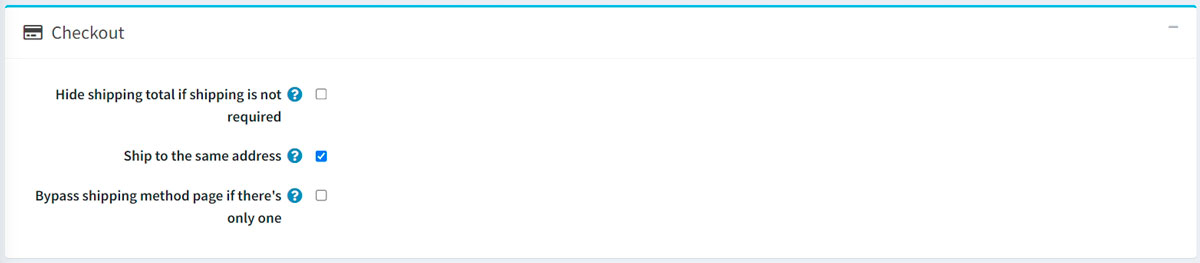 Checkout
Hide shipping total if shipping is not
required
Ship to the same address
Bypass shipping method page if there's
only one